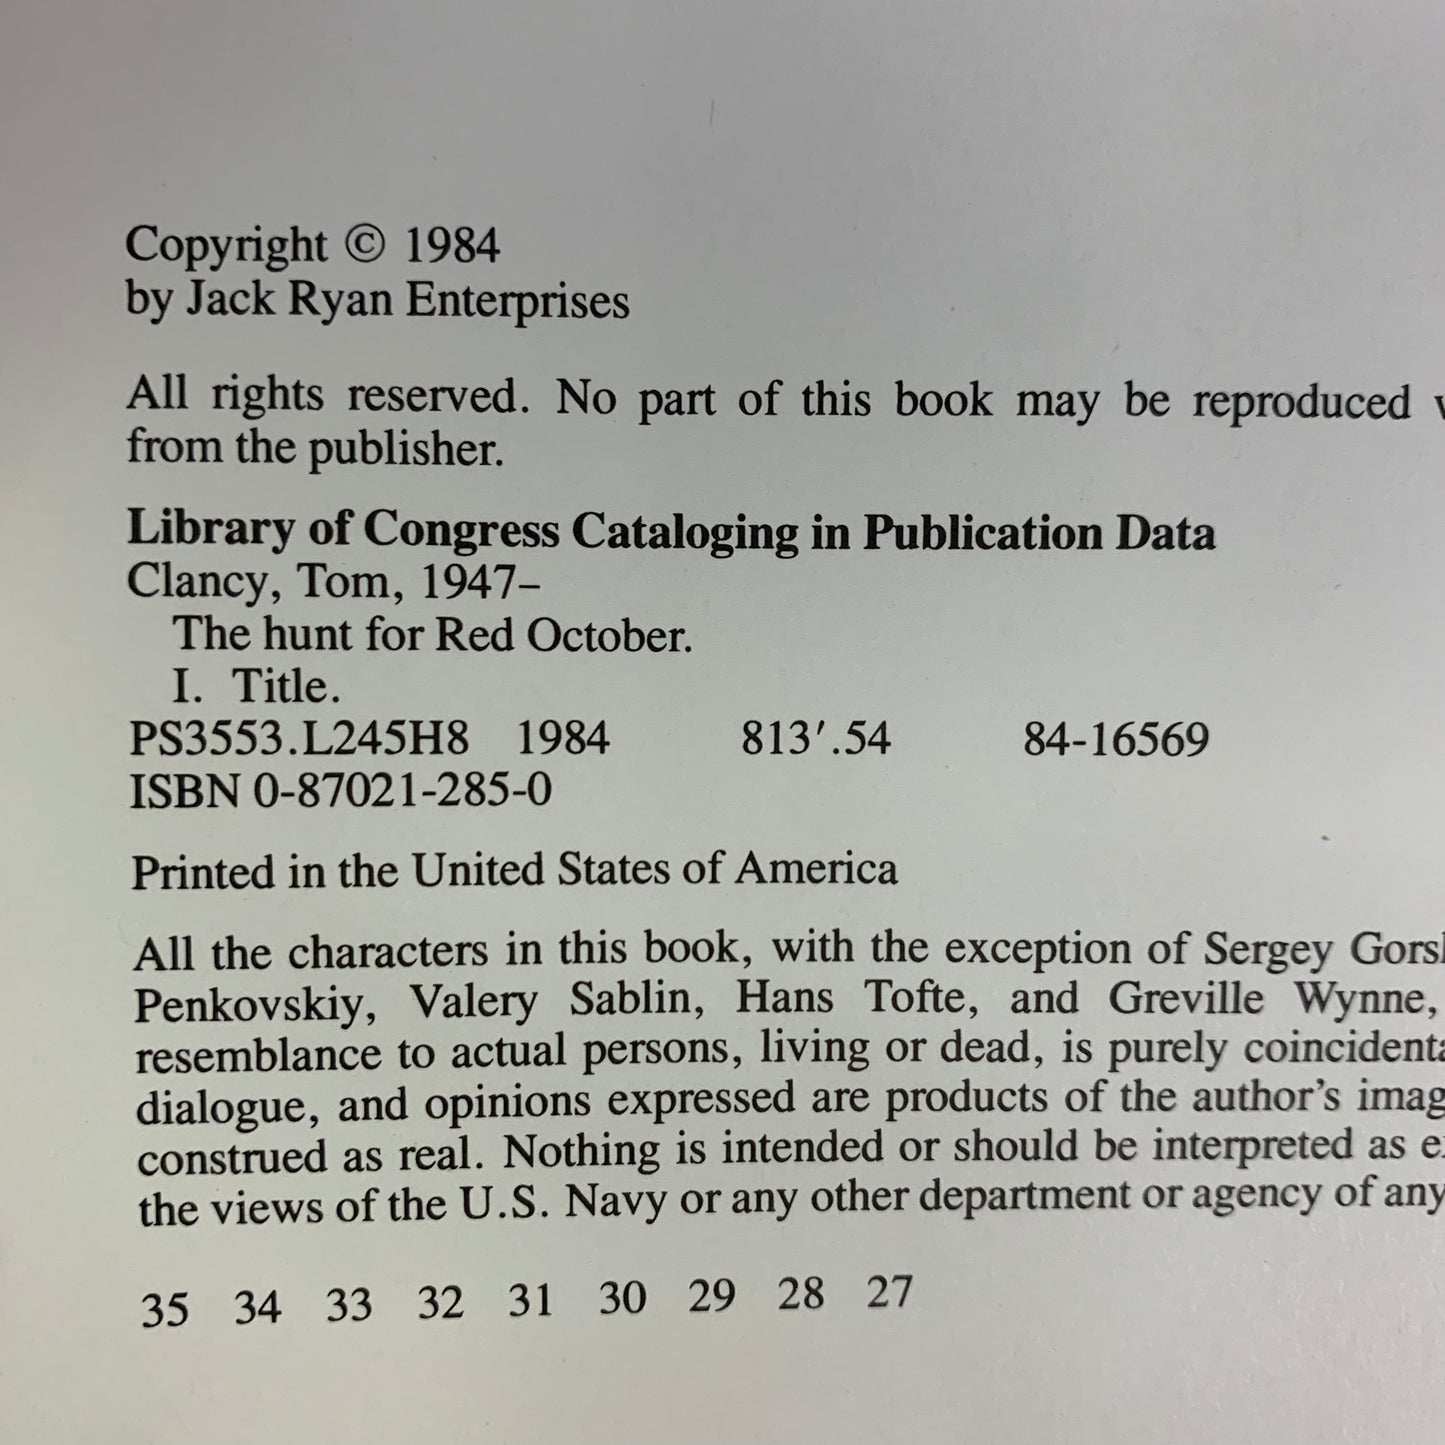 Copyright © 1984
by Jack Ryan Enterprises
All rights reserved. No part of this book may be reproduced
from the publisher.
Library of Congress Cataloging in Publication Data
Clancy, Tom, 1947–
The hunt for Red October.
I. Title.
PS3553.L245H8 1984 813′.54 84-16569
ISBN 0-87021-285-0
Printed in the United States of America
All the characters in this book, with the exception of Sergey
Penkovskiy, Valery Sablin, Hans Tofte, and Greville Wynne,
resemblance to actual persons, living or dead, is purely
dialogue, and opinions expressed are products of the author's
construed as real. Nothing is intended or should be interpreted as
the views of the U.S. Navy or any other department or agency of any
35 34 33 32 31 30 29 28 27